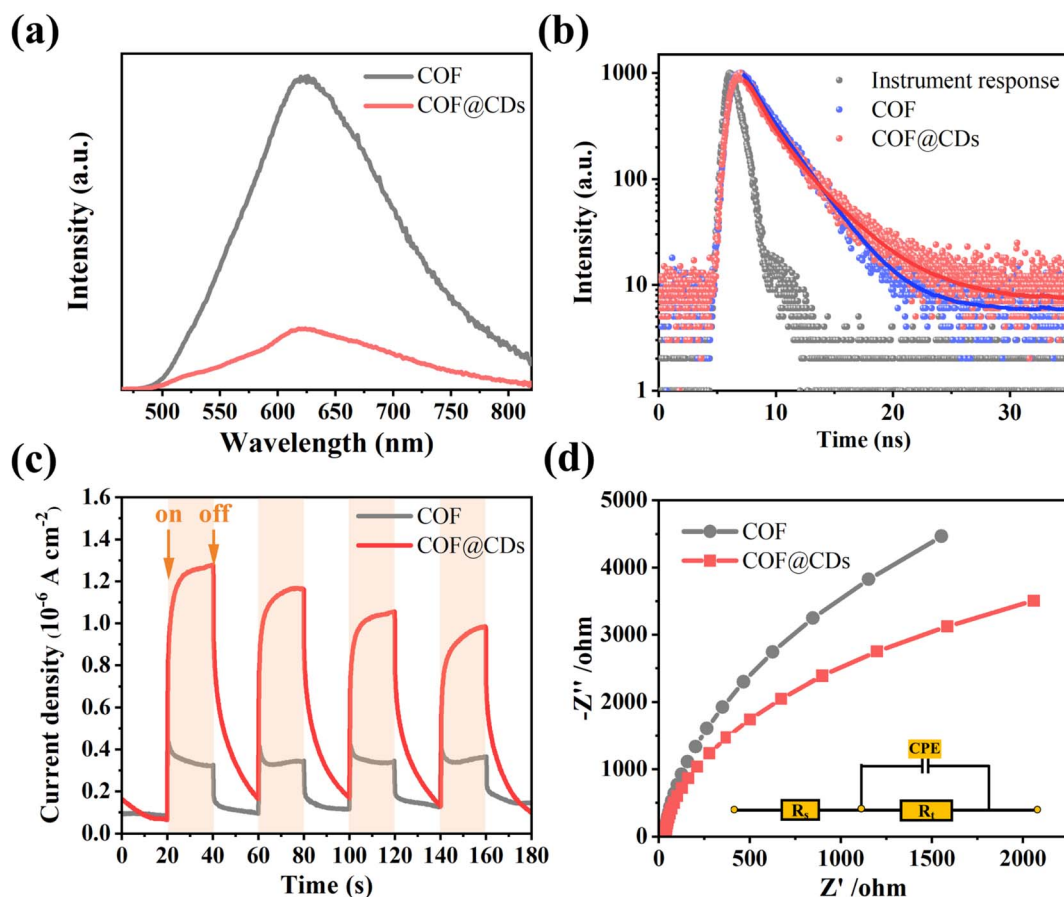 (a)
COF
COF@CDs
Intensity (a.u.)
500 550 600 650 700 750 800
Wavelength (nm)
(b)
1000
100
10
1
Instrument response
COF
COF@CDs
Intensity (a.u.)
0 10 20 30
Time (ns)
(c)
1.6
1.4
1.2
1.0
0.8
0.6
0.4
0.2
0.0
on off
COF
COF@CDs
Current density (10⁻⁶ A cm⁻²)
0 20 40 60 80 100 120 140 160 180
Time (s)
(d)
5000
4000
3000
2000
1000
0
COF
COF@CDs
-Z'' /ohm
CPE
Rs
Rt
500 1000 1500 2000
Z' /ohm